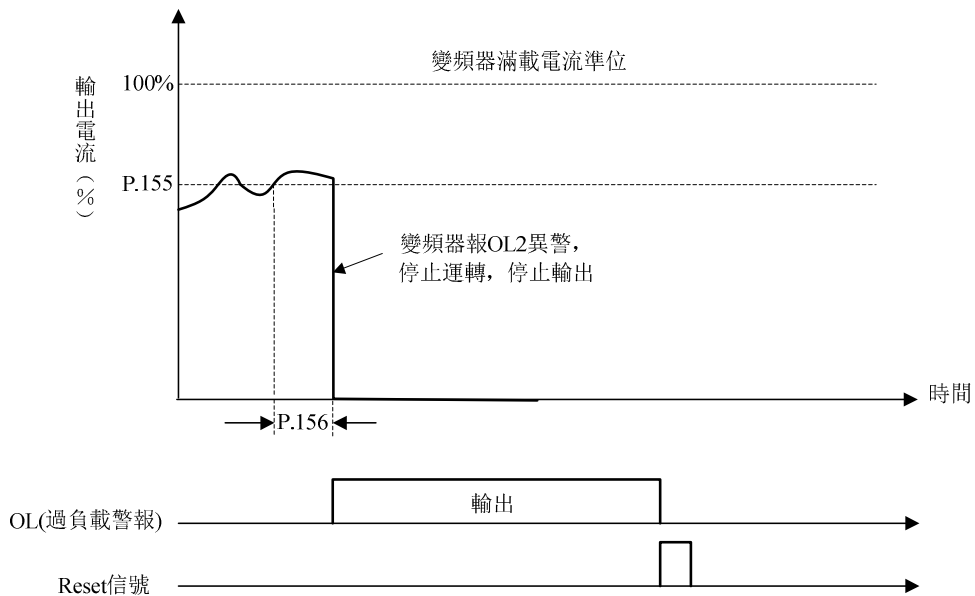 變頻器滿載電流準位
100%
輸出電流(%)
P.155
變頻器報OL2異警，
停止運轉，停止輸出
時間
P.156
輸出
OL(過負載警報)
Reset信號